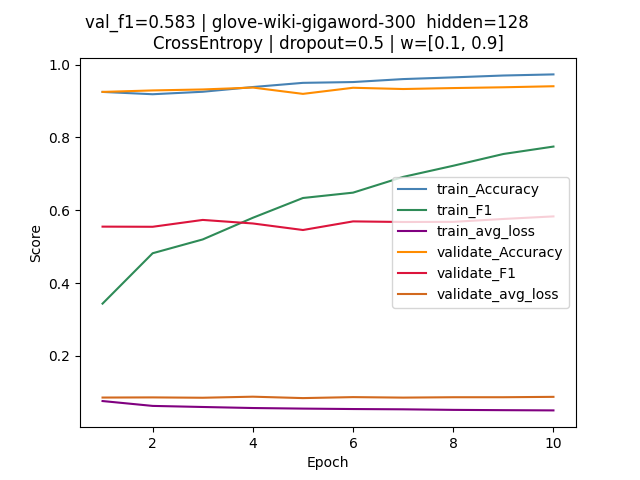 val_f1=0.583 | glove-wiki-gigaword-300  hidden=128
CrossEntropy | dropout=0.5 | w=[0.1, 0.9]
1.0
0.8
0.6
0.4
0.2
Score
train_Accuracy
train_F1
train_avg_loss
validate_Accuracy
validate_F1
validate_avg_loss
2 4 6 8 10
Epoch